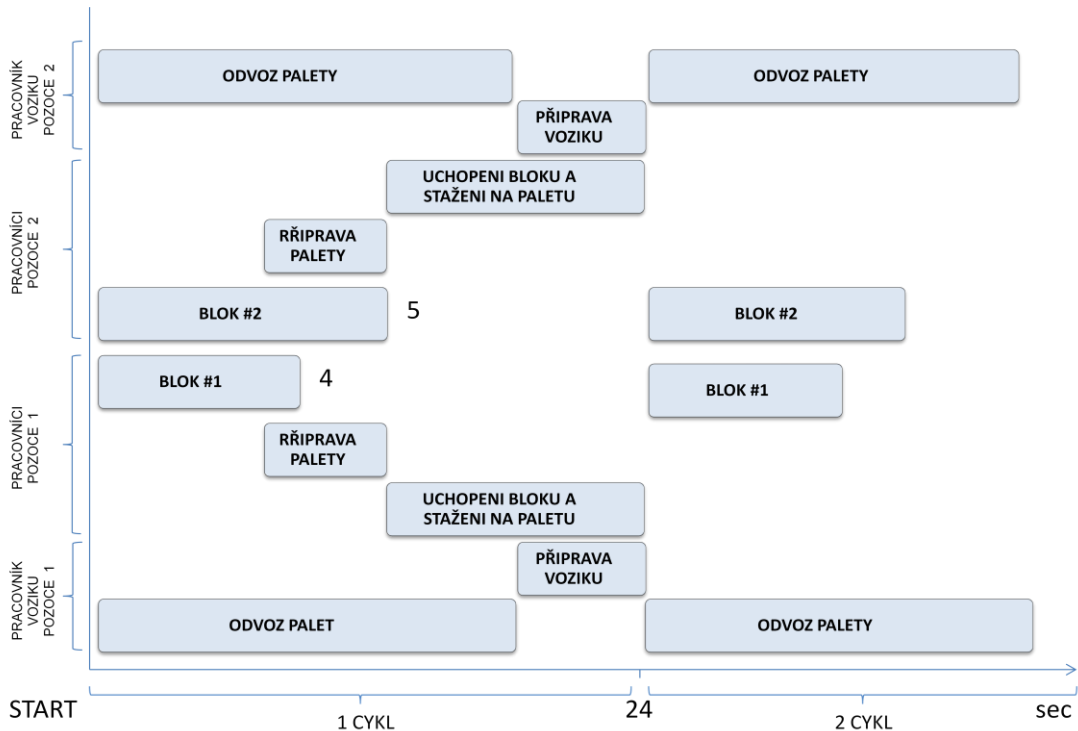 PRACOVNÍK
VOZIKU
POZOCE 2
ODVOZ PALETY
ODVOZ PALETY
PŘIPRAVA
VOZIKU
PRACOVNÍCI
POZOCE 2
UCHOPENI BLOKU A
STAŽENI NA PALETU
RŘIPRAVA
PALETY
BLOK #2
5
BLOK #2
PRACOVNÍCI
POZOCE 1
BLOK #1
4
BLOK #1
RŘIPRAVA
PALETY
UCHOPENI BLOKU A
STAŽENI NA PALETU
PRACOVNÍK
VOZIKU
POZOCE 1
PŘIPRAVA
VOZIKU
ODVOZ PALET
ODVOZ PALETY
START
1 CYKL
24
2 CYKL
sec